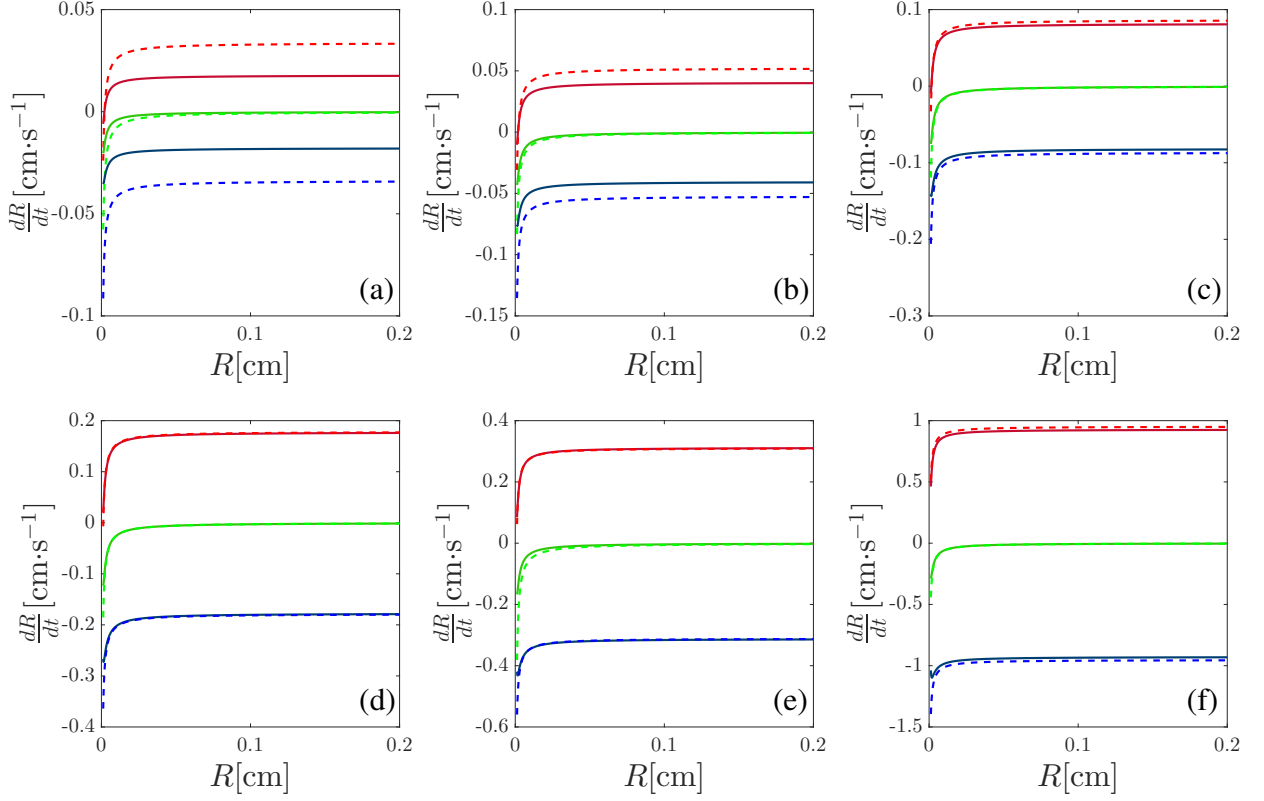 0.05
0
-0.05
-0.1
dR/dt [cm·s⁻¹]
0
0.1
0.2
R[cm]
(a)
0.1
0.05
0
-0.05
-0.1
-0.15
dR/dt [cm·s⁻¹]
0
0.1
0.2
R[cm]
(b)
0.1
0
-0.1
-0.2
-0.3
dR/dt [cm·s⁻¹]
0
0.1
0.2
R[cm]
(c)
0.2
0.1
0
-0.1
-0.2
-0.3
-0.4
dR/dt [cm·s⁻¹]
0
0.1
0.2
R[cm]
(d)
0.4
0.2
0
-0.2
-0.4
-0.6
dR/dt [cm·s⁻¹]
0
0.1
0.2
R[cm]
(e)
1
0.5
0
-0.5
-1
-1.5
dR/dt [cm·s⁻¹]
0
0.1
0.2
R[cm]
(f)